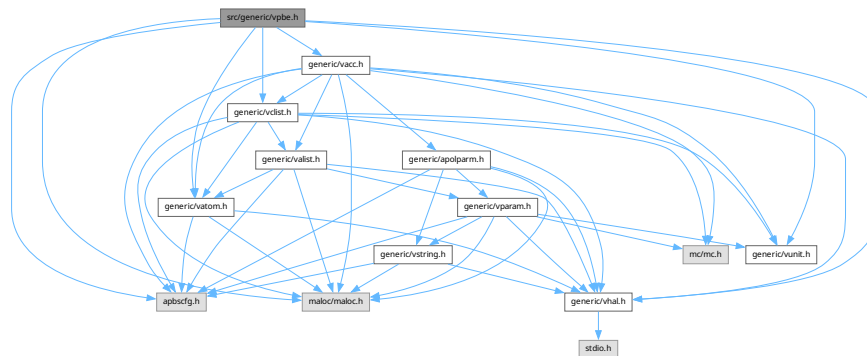 src/generic/vpbe.h
generic/vacc.h
generic/vclist.h
generic/valist.h
generic/apolparm.h
generic/vatom.h
generic/vparam.h
generic/vstring.h
mc/mc.h
generic/vunit.h
apbscfg.h
maloc/maloc.h
generic/vhal.h
stdio.h